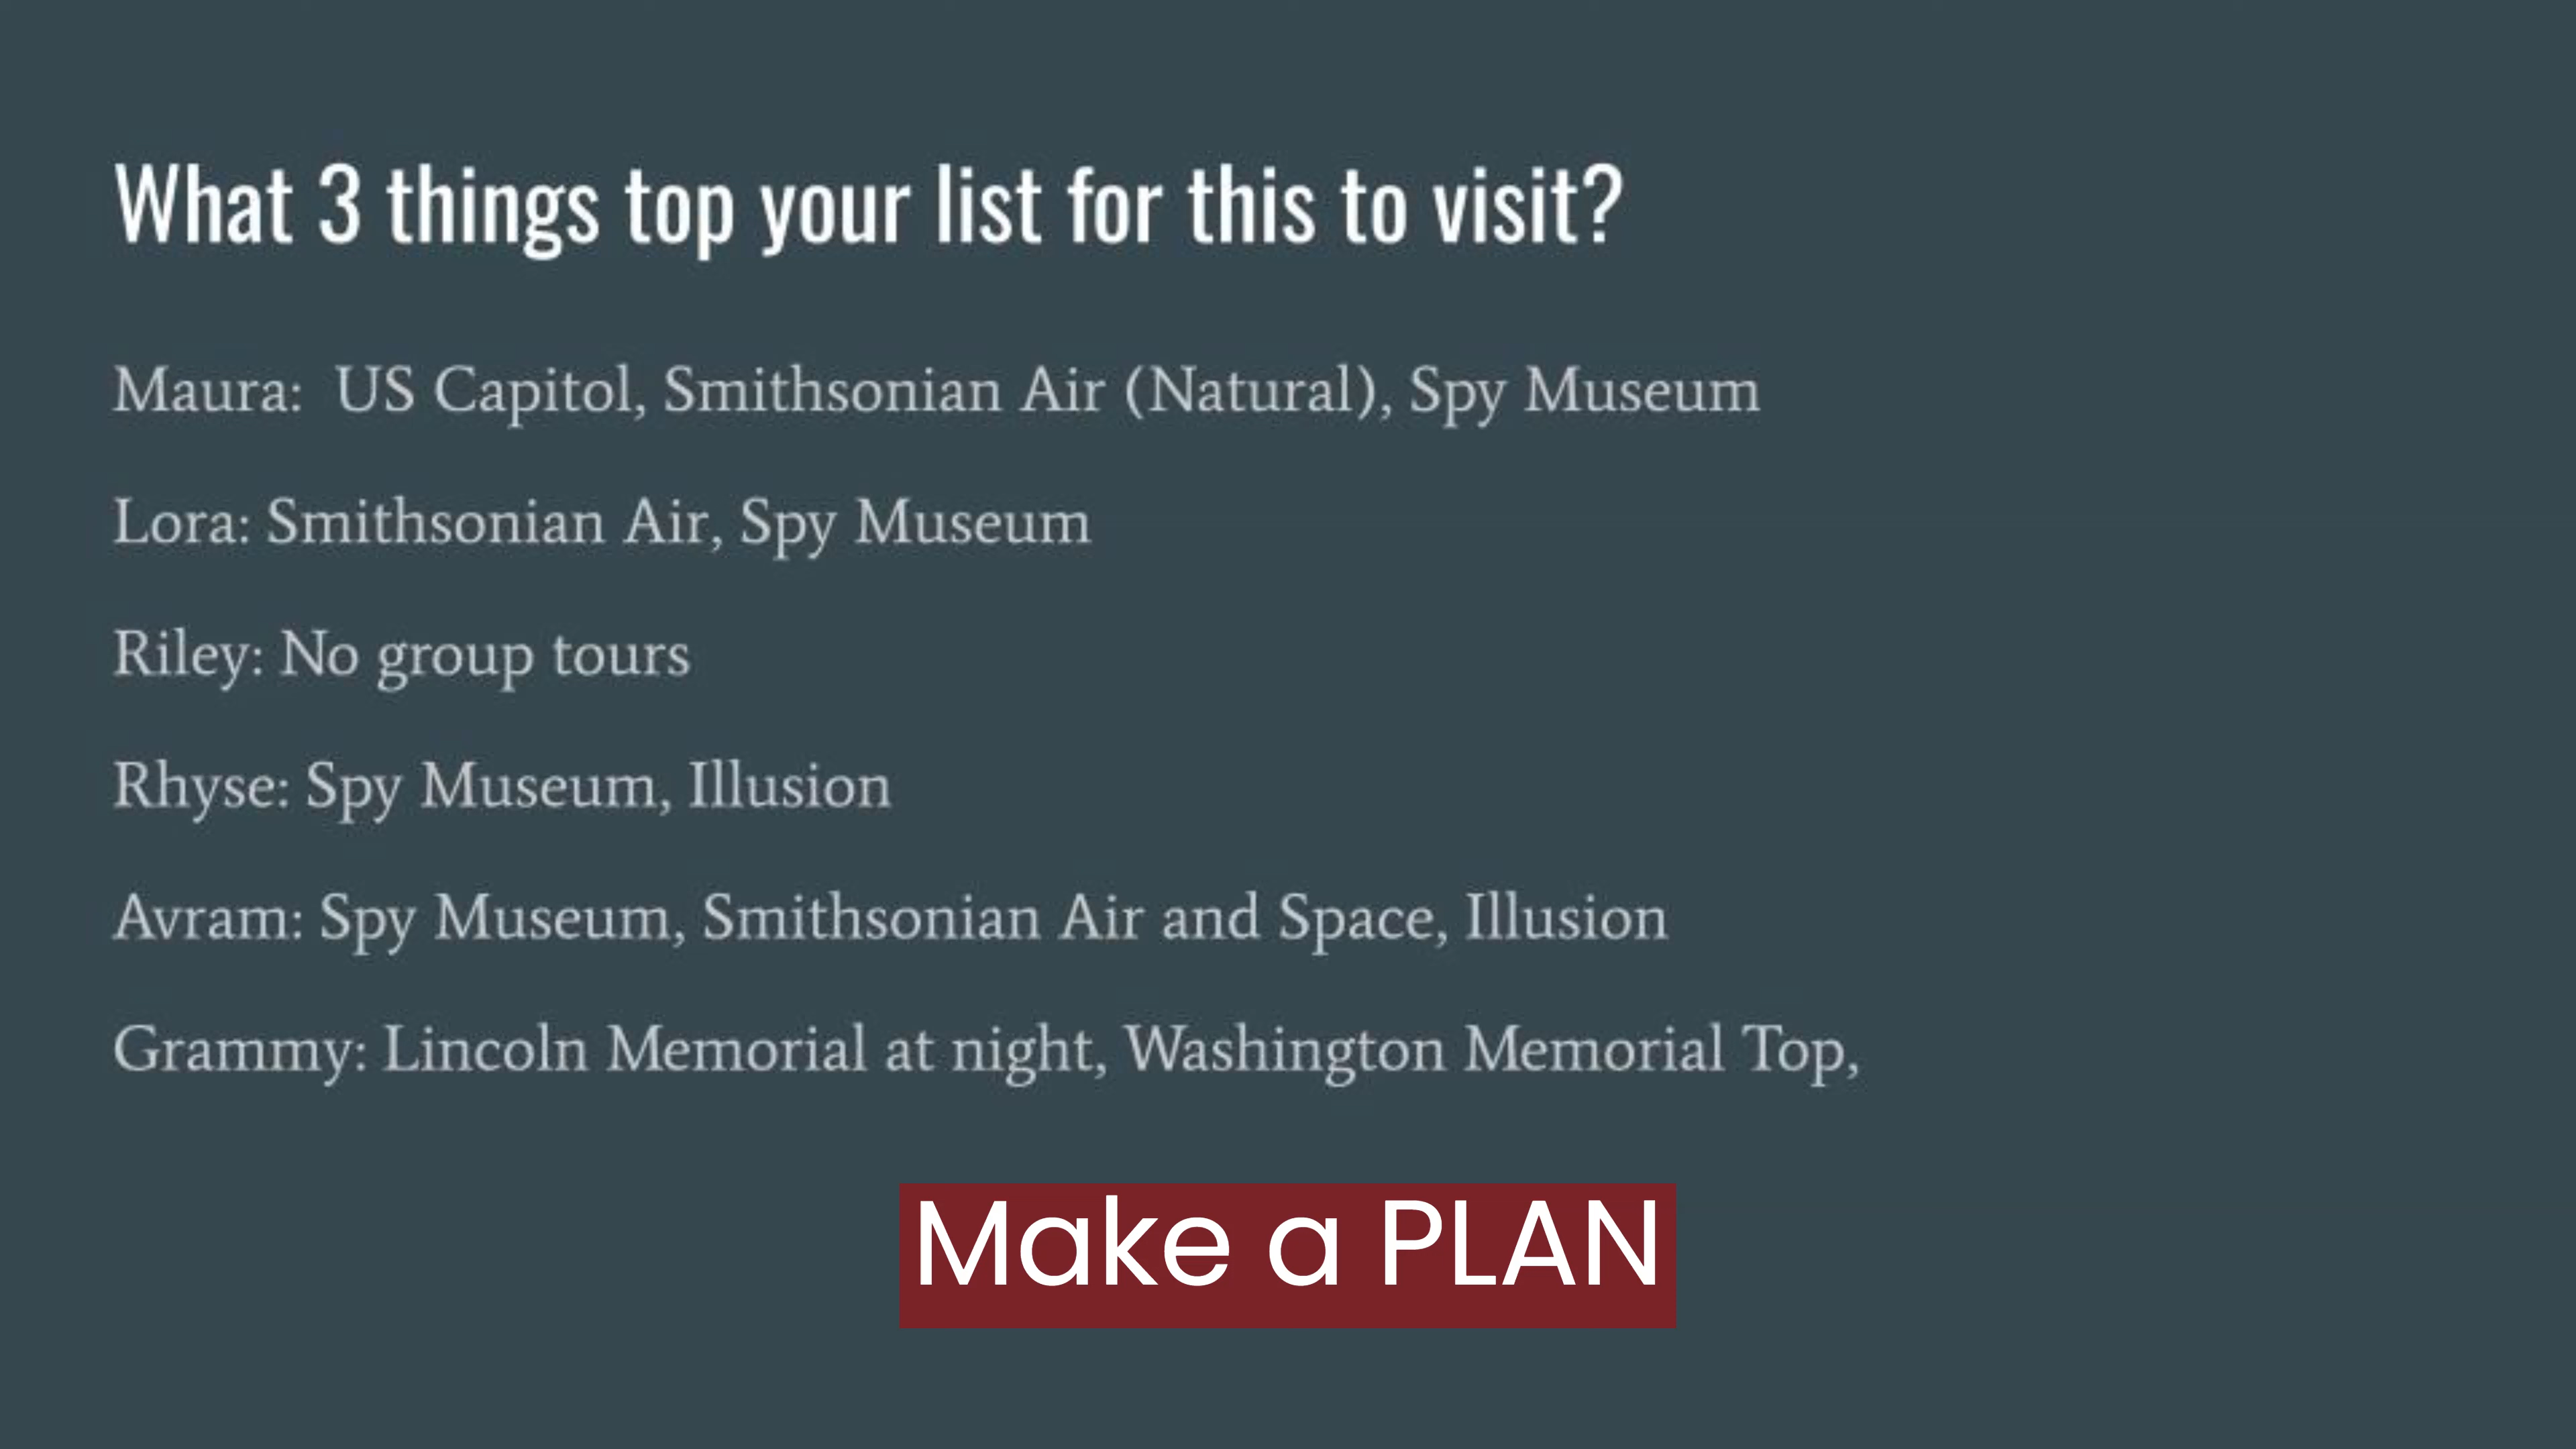 What 3 things top your list for this to visit?
Maura:  US Capitol, Smithsonian Air (Natural), Spy Museum
Lora: Smithsonian Air, Spy Museum
Riley: No group tours
Rhyse: Spy Museum, Illusion
Avram: Spy Museum, Smithsonian Air and Space, Illusion
Grammy: Lincoln Memorial at night, Washington Memorial Top,
Make a PLAN